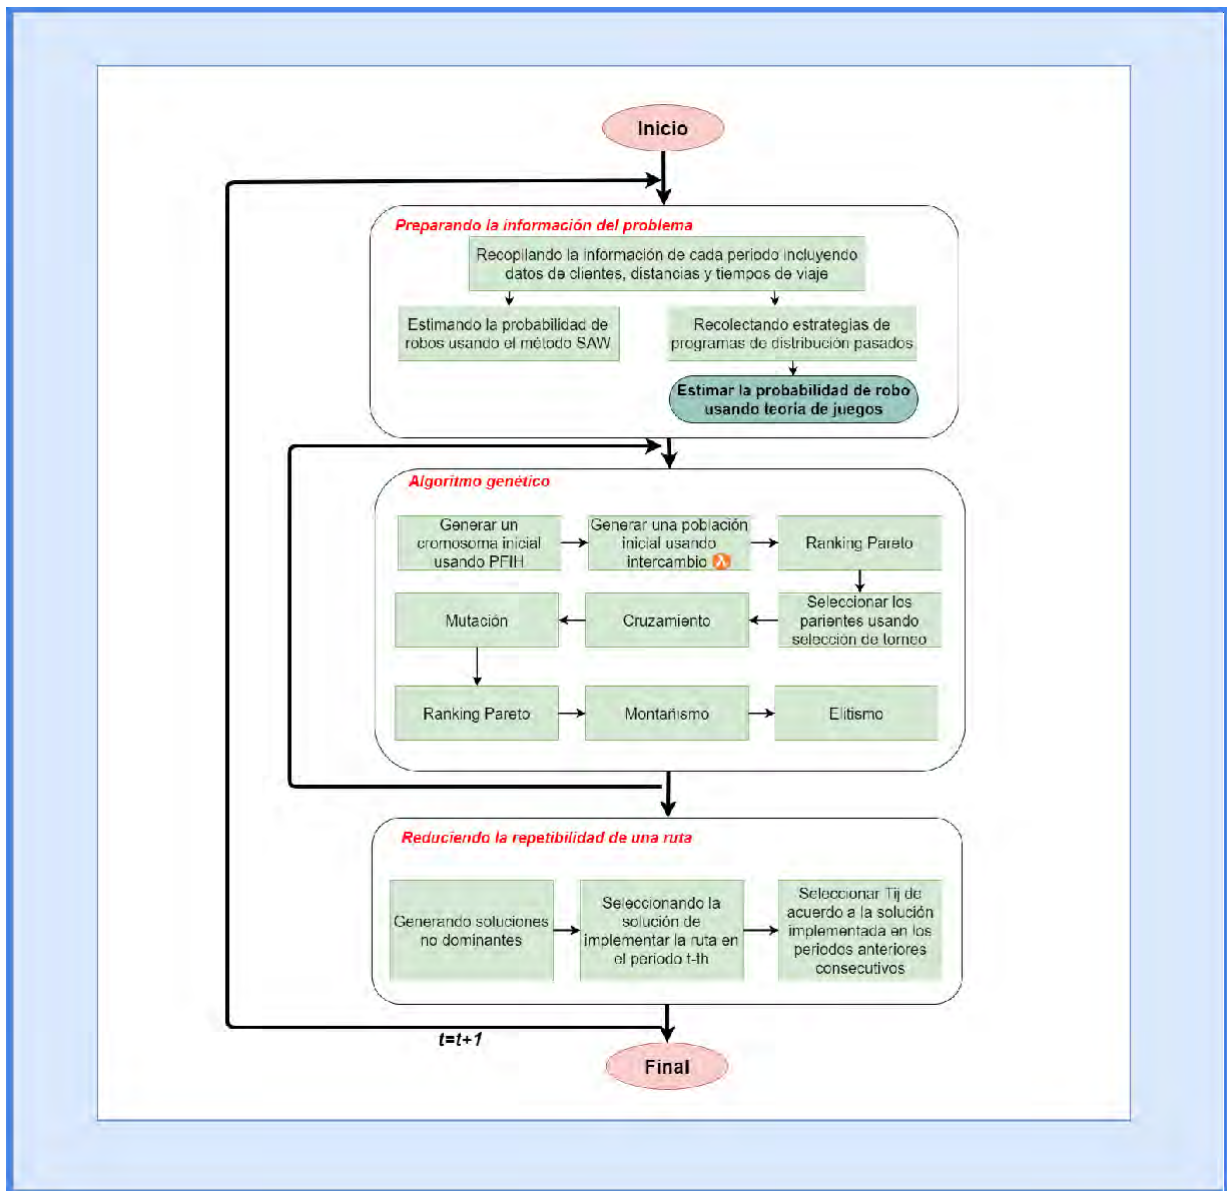 Inicio
Preparando la información del problema
Recopilando la información de cada periodo incluyendo
datos de clientes, distancias y tiempos de viaje
Estimando la probabilidad de
robos usando el método SAW
Recolectando estrategias de
programas de distribución pasados
Estimar la probabilidad de robo
usando teoría de juegos
Algoritmo genético
Generar un
cromosoma inicial
usando PFIH
Generar una población
inicial usando
intercambio λ
Ranking Pareto
Seleccionar los
parientes usando
selección de torneo
Cruzamiento
Mutación
Ranking Pareto
Montañismo
Elitismo
Reduciendo la repetibilidad de una ruta
Generando soluciones
no dominantes
Seleccionando la
solución de
implementar la ruta en
el periodo t-th
Seleccionar Tij de
acuerdo a la solución
implementada en los
periodos anteriores
consecutivos
t=t+1
Final